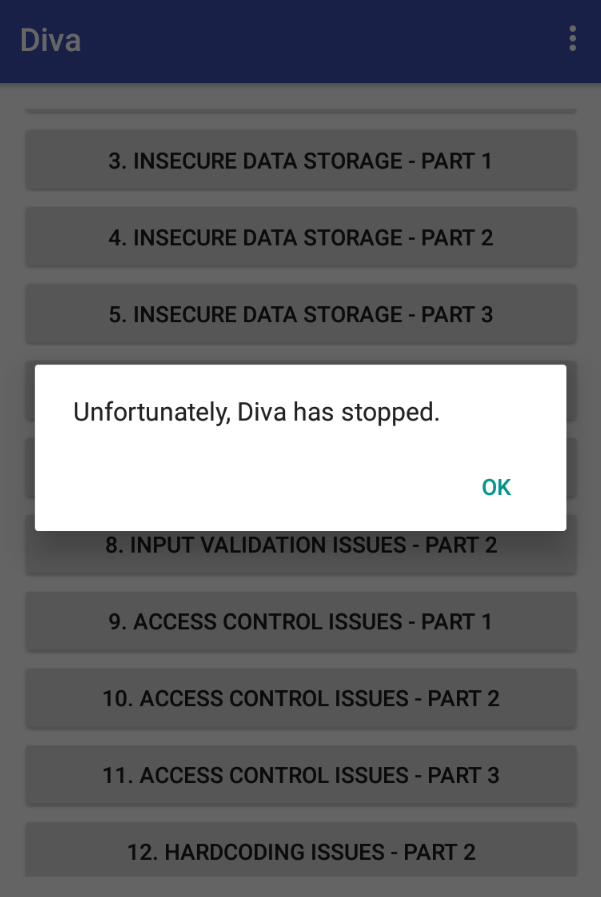 Diva
3. INSECURE DATA STORAGE - PART 1
4. INSECURE DATA STORAGE - PART 2
5. INSECURE DATA STORAGE - PART 3
Unfortunately, Diva has stopped.
OK
8. INPUT VALIDATION ISSUES - PART 2
9. ACCESS CONTROL ISSUES - PART 1
10. ACCESS CONTROL ISSUES - PART 2
11. ACCESS CONTROL ISSUES - PART 3
12. HARDCODING ISSUES - PART 2